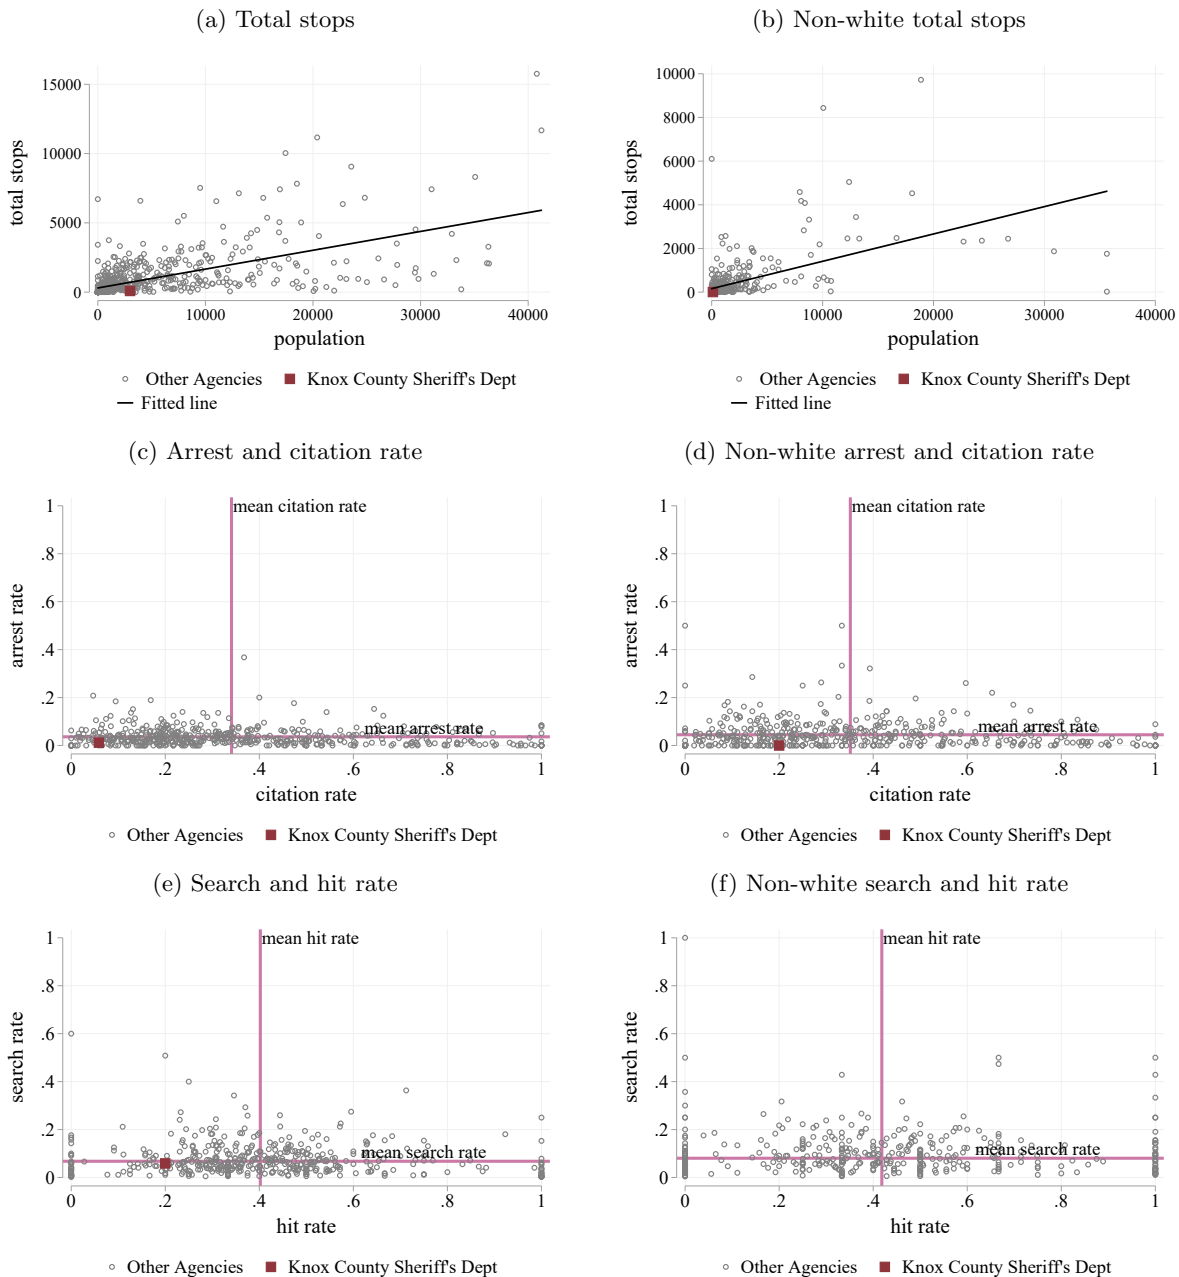 (a) Total stops
(b) Non-white total stops
15000
10000
5000
0
total stops
0 10000 20000 30000 40000
population
Other Agencies Knox County Sheriff's Dept
Fitted line
10000
8000
6000
4000
2000
0
total stops
0 10000 20000 30000 40000
population
Other Agencies Knox County Sheriff's Dept
Fitted line
(c) Arrest and citation rate
(d) Non-white arrest and citation rate
1
.8
.6
.4
.2
0
arrest rate
mean citation rate
mean arrest rate
0 .2 .4 .6 .8 1
citation rate
Other Agencies Knox County Sheriff's Dept
1
.8
.6
.4
.2
0
arrest rate
mean citation rate
mean arrest rate
0 .2 .4 .6 .8 1
citation rate
Other Agencies Knox County Sheriff's Dept
(e) Search and hit rate
(f) Non-white search and hit rate
1
.8
.6
.4
.2
0
search rate
mean hit rate
mean search rate
0 .2 .4 .6 .8 1
hit rate
Other Agencies Knox County Sheriff's Dept
1
.8
.6
.4
.2
0
search rate
mean hit rate
mean search rate
0 .2 .4 .6 .8 1
hit rate
Other Agencies Knox County Sheriff's Dept